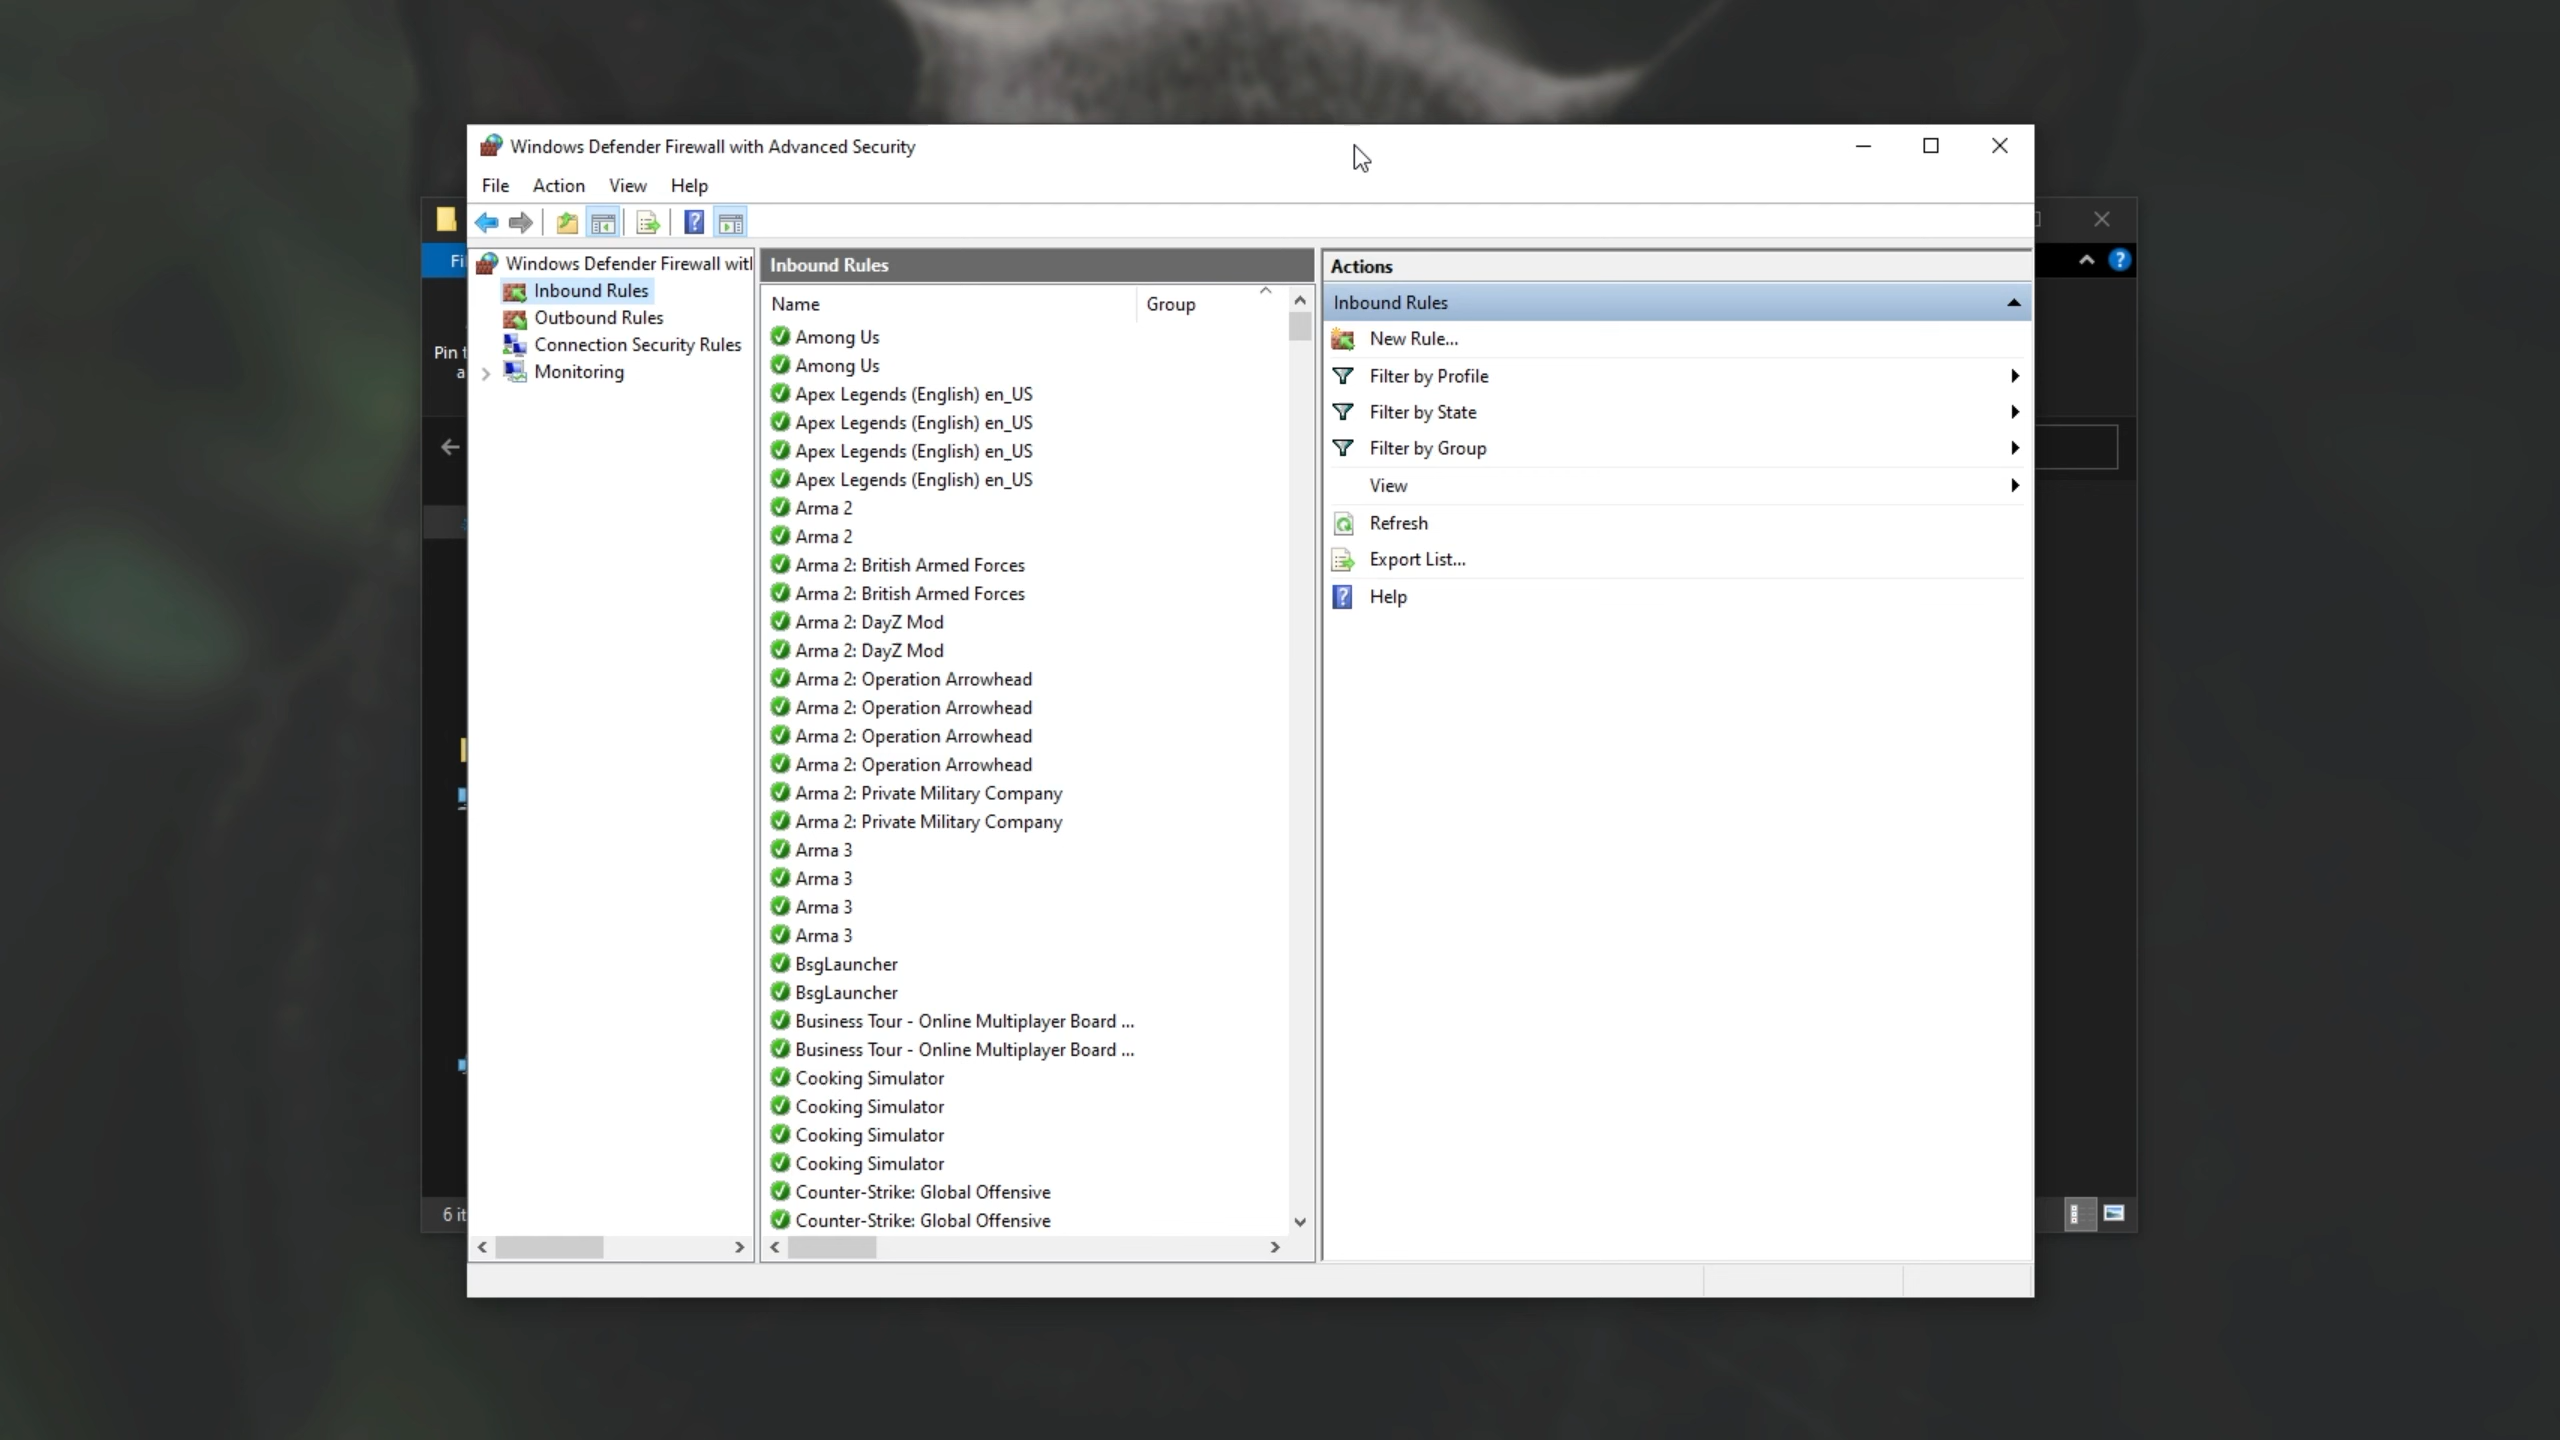 Windows Defender Firewall with Advanced Security
File Action View Help
Windows Defender Firewall wit
Inbound Rules
Outbound Rules
Connection Security Rules
Monitoring
Inbound Rules
Name Group
Among Us
Among Us
Apex Legends (English) en_US
Apex Legends (English) en_US
Apex Legends (English) en_US
Apex Legends (English) en_US
Arma 2
Arma 2
Arma 2: British Armed Forces
Arma 2: British Armed Forces
Arma 2: DayZ Mod
Arma 2: DayZ Mod
Arma 2: Operation Arrowhead
Arma 2: Operation Arrowhead
Arma 2: Operation Arrowhead
Arma 2: Operation Arrowhead
Arma 2: Private Military Company
Arma 2: Private Military Company
Arma 3
Arma 3
Arma 3
Arma 3
BsgLauncher
BsgLauncher
Business Tour - Online Multiplayer Board ...
Business Tour - Online Multiplayer Board ...
Cooking Simulator
Cooking Simulator
Cooking Simulator
Cooking Simulator
Counter-Strike: Global Offensive
Counter-Strike: Global Offensive
Actions
Inbound Rules
New Rule...
Filter by Profile
Filter by State
Filter by Group
View
Refresh
Export List...
Help
Fi
Pin t
a
6 it